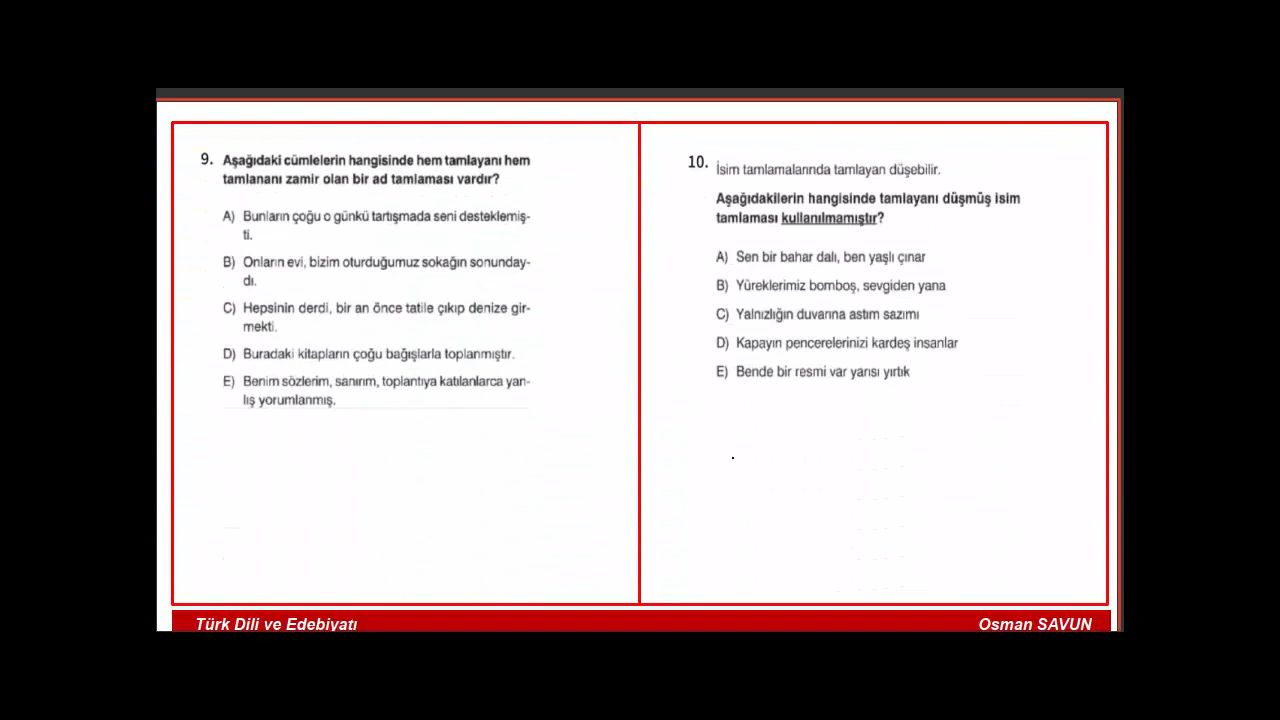 9. Aşağıdaki cümlelerin hangisinde hem tamlayanı hem
tamlananı zamir olan bir ad tamlaması vardır?
A) Bunların çoğu o günkü tartışmada seni desteklemiş-
ti.
B) Onların evi, bizim oturduğumuz sokağın sonunday-
dı.
C) Hepsinin derdi, bir an önce tatile çıkıp denize gir-
mekti.
D) Buradaki kitapların çoğu bağışlarla toplanmıştır.
E) Benim sözlerim, sanırım, toplantıya katılanlarca yan-
lış yorumlanmış.
10. İsim tamlamalarında tamlayan düşebilir.
Aşağıdakilerin hangisinde tamlayanı düşmüş isim
tamlaması kullanılmamıştır?
A) Sen bir bahar dalı, ben yaşlı çınar
B) Yüreklerimiz bomboş, sevgiden yana
C) Yalnızlığın duvarına astım sazımı
D) Kapayın pencerelerinizi kardeş insanlar
E) Bende bir resmi var yarısı yırtık
Türk Dili ve Edebiyatı
Osman SAVUN